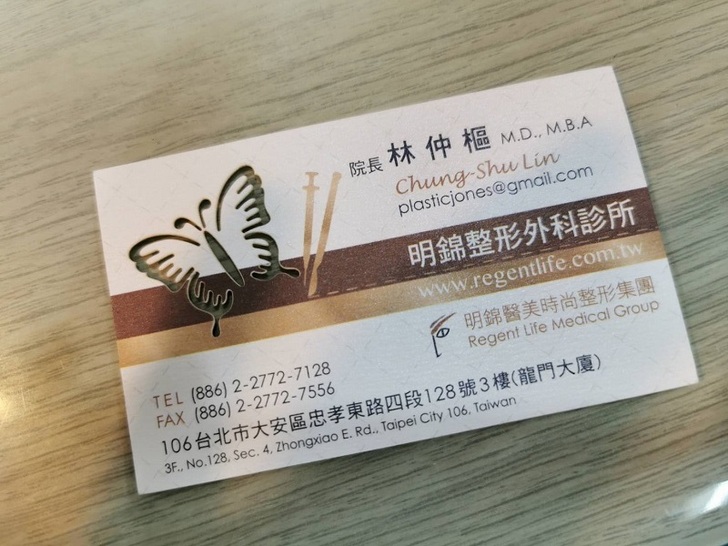 院長 林仲樞 M.D., M.B.A
Chung-Shu Lin
plasticjones@gmail.com
明錦整形外科診所
www.regentlife.com.tw
明錦醫美時尚整形集團
Regent Life Medical Group
TEL (886) 2-2772-7128
FAX (886) 2-2772-7556
106台北市大安區忠孝東路四段128號3樓(龍門大廈)
3F., No.128, Sec. 4, Zhongxiao E. Rd., Taipei City 106, Taiwan